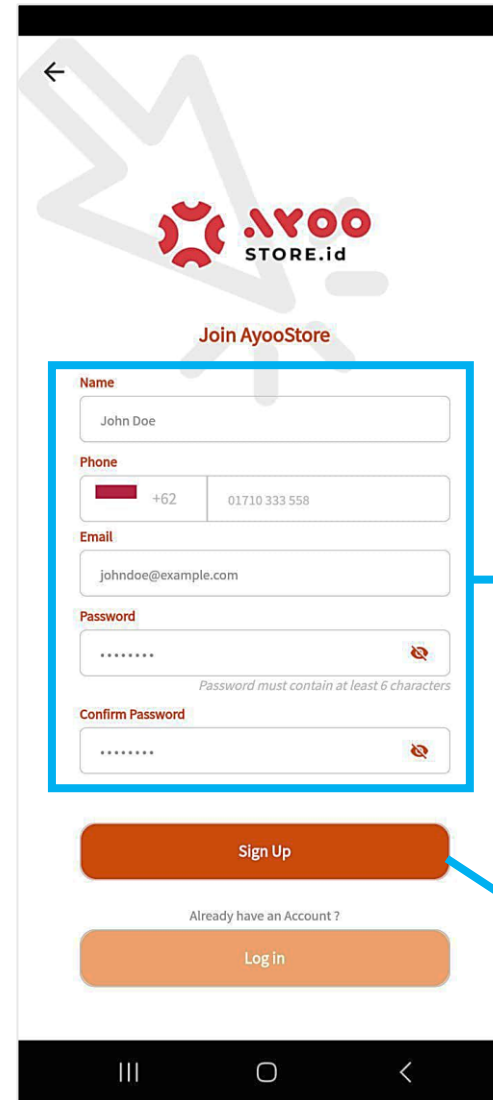 AYOO
STORE.id
Join AyooStore
Name
John Doe
Phone
+62 01710 333 558
Email
johndoe@example.com
Password
........
Password must contain at least 6 characters
Confirm Password
........
Sign Up
Already have an Account ?
Log in